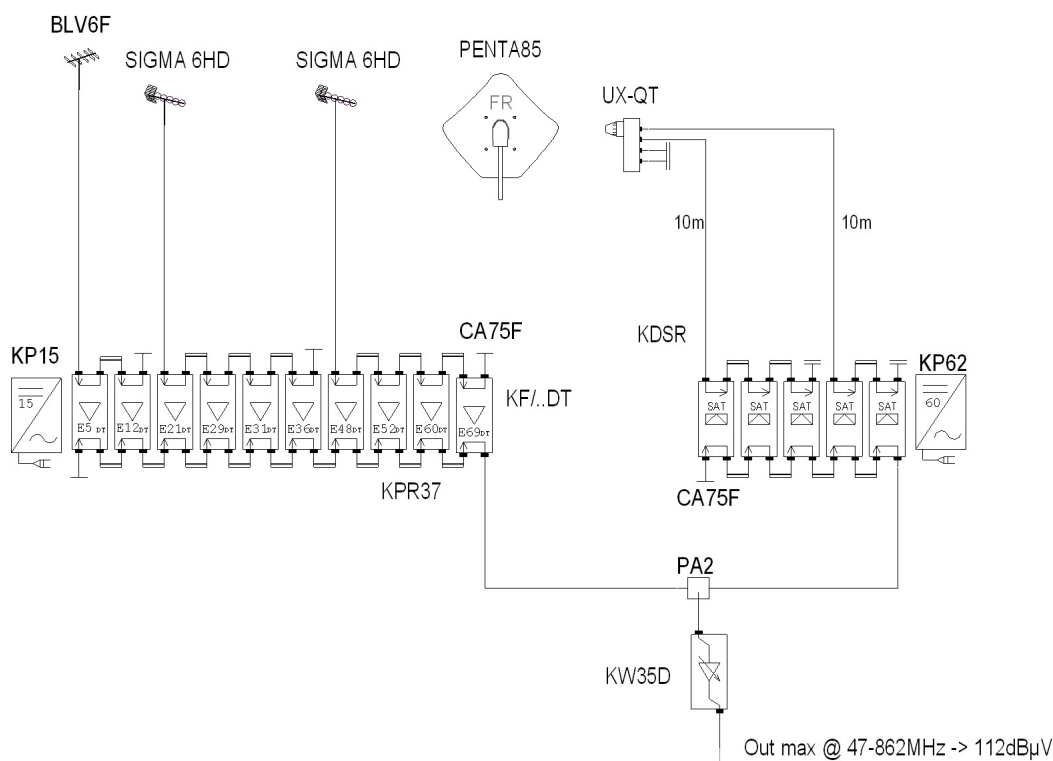 BLV6F
SIGMA 6HD
SIGMA 6HD
PENTA85
FR
UX-QT
10m
10m
KP15
15
E5 DT
E12DT
E21DT
E29DT
E31DT
E36DT
E48DT
E52DT
E60DT
E69DT
CA75F
KF/..DT
KPR37
KDSR
SAT
SAT
SAT
SAT
SAT
KP62
60
CA75F
PA2
KW35D
Out max @ 47-862MHz -> 112dBµV